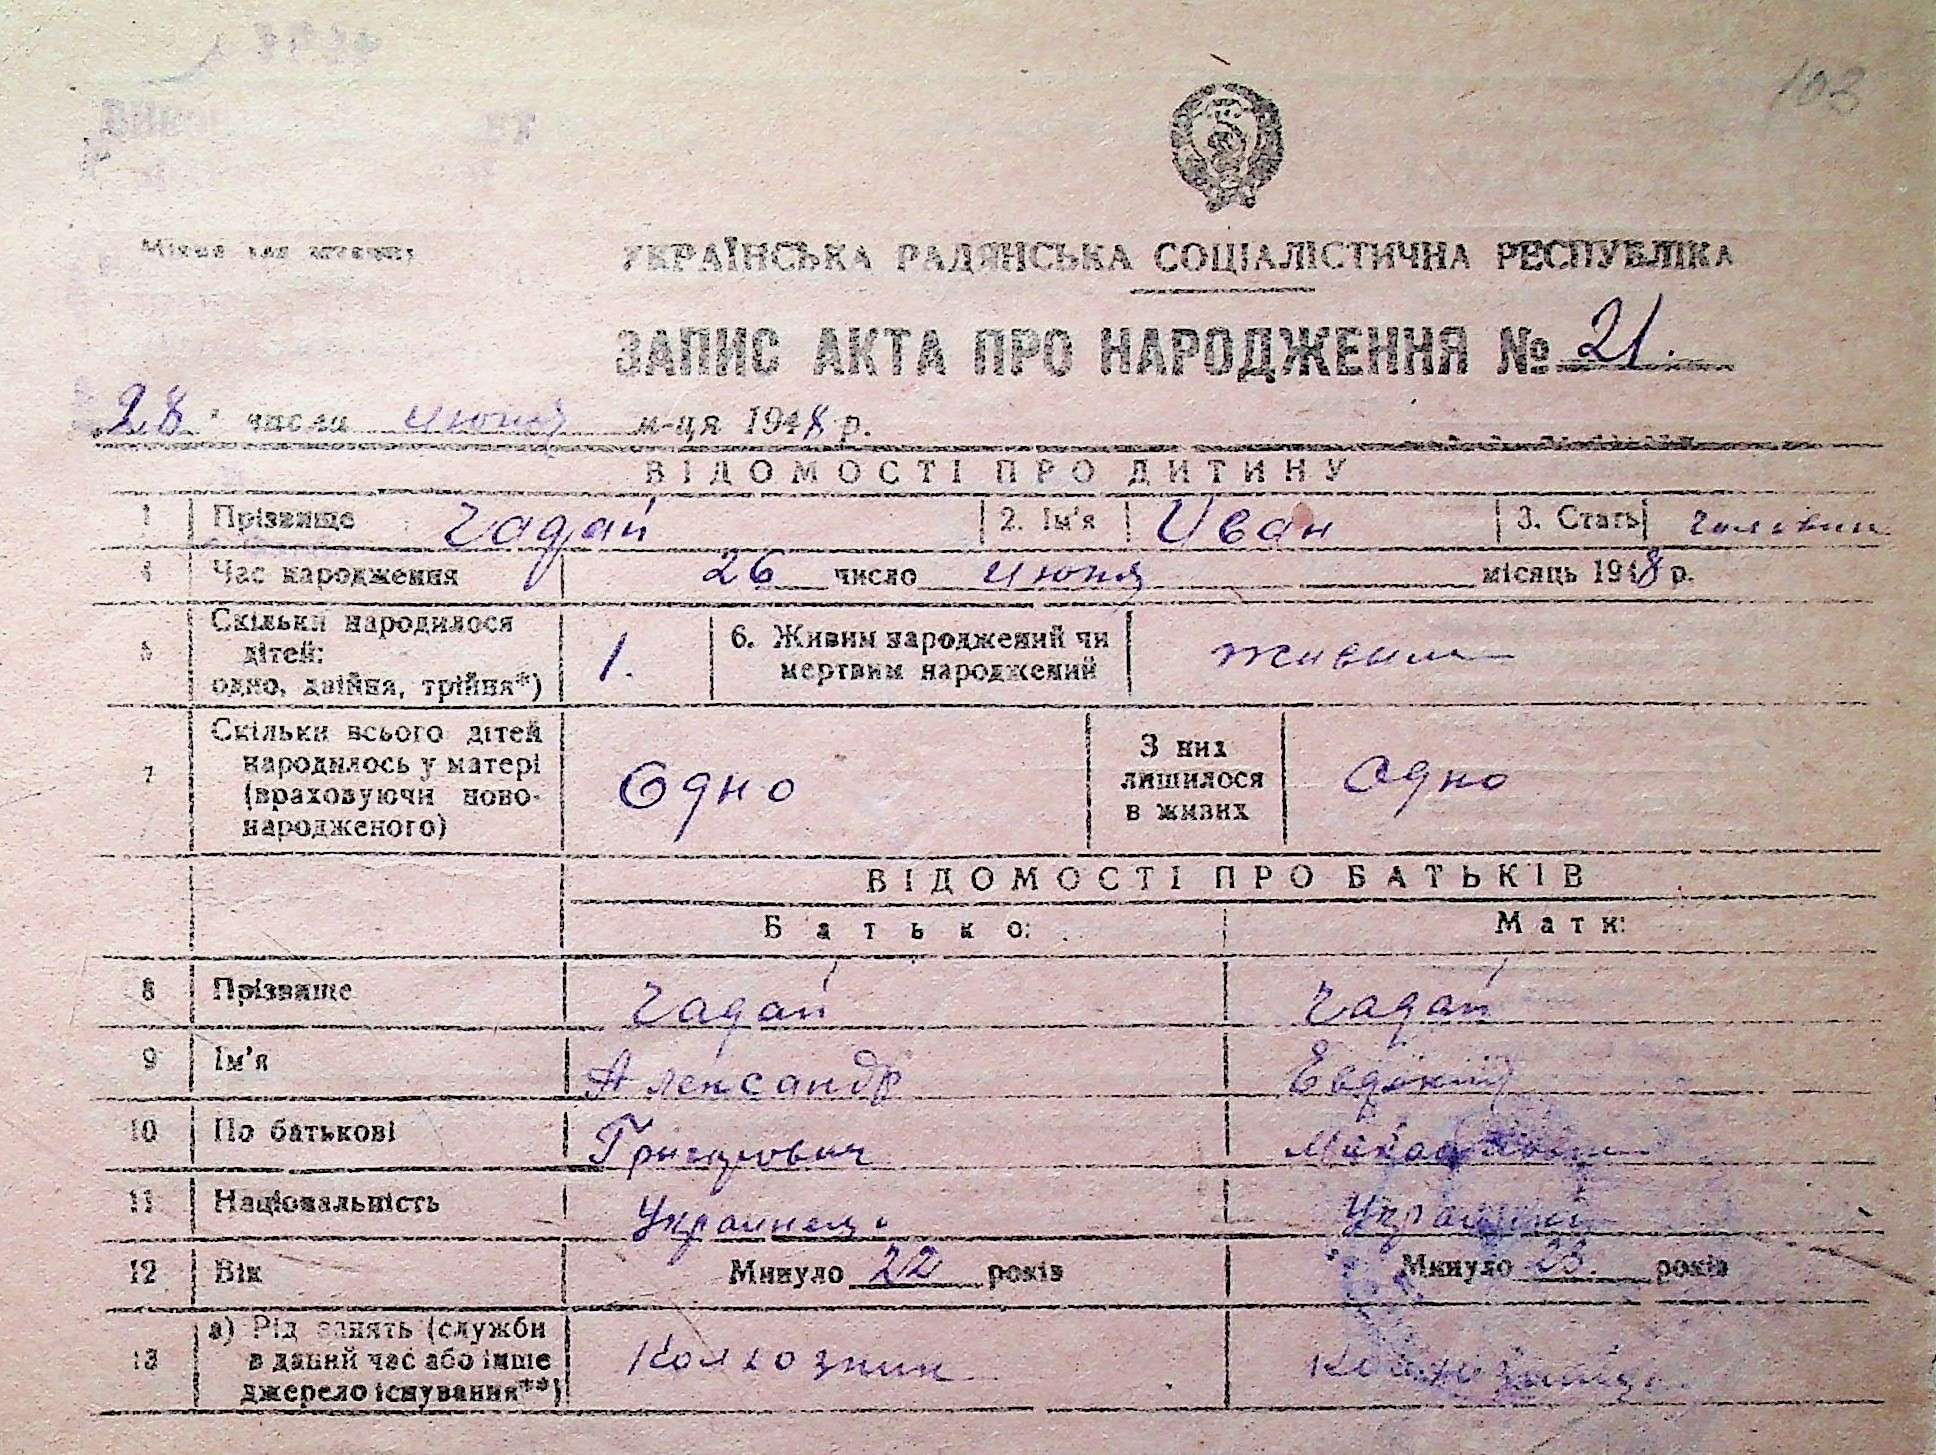 103
Місце для штампу
УКРАЇНСЬКА РАДЯНСЬКА СОЦІАЛІСТИЧНА РЕСПУБЛІКА
ЗАПИС АКТА ПРО НАРОДЖЕННЯ № 21.
28 числа июня м-ця 1948 р.
ВІДОМОСТІ ПРО ДИТИНУ
1 Прізвище Чадай 2. Ім'я Иван 3. Стать
4 Час народження 26 число июня місяць 1948 р.
5 Скільки народилося
дітей:
одно, двійня, трійня*) 1. 6. Живим народжений чи
мертвим народжений живим
7 Скільки всього дітей
народилось у матері
(враховуючи ново-
народженого) Одно З них
лишилося
в живих Одно
ВІДОМОСТІ ПРО БАТЬКІВ
Батько: Мати:
8 Прізвище Чадай Чадай
9 Ім'я Александр Евдокия
10 По батькові Григорович
11 Національність Украинец
12 Вік Минуло 22 років Минуло 23. років
13 а) Рід занять (служби
в даний час або інше
джерело існування**) Колхозник